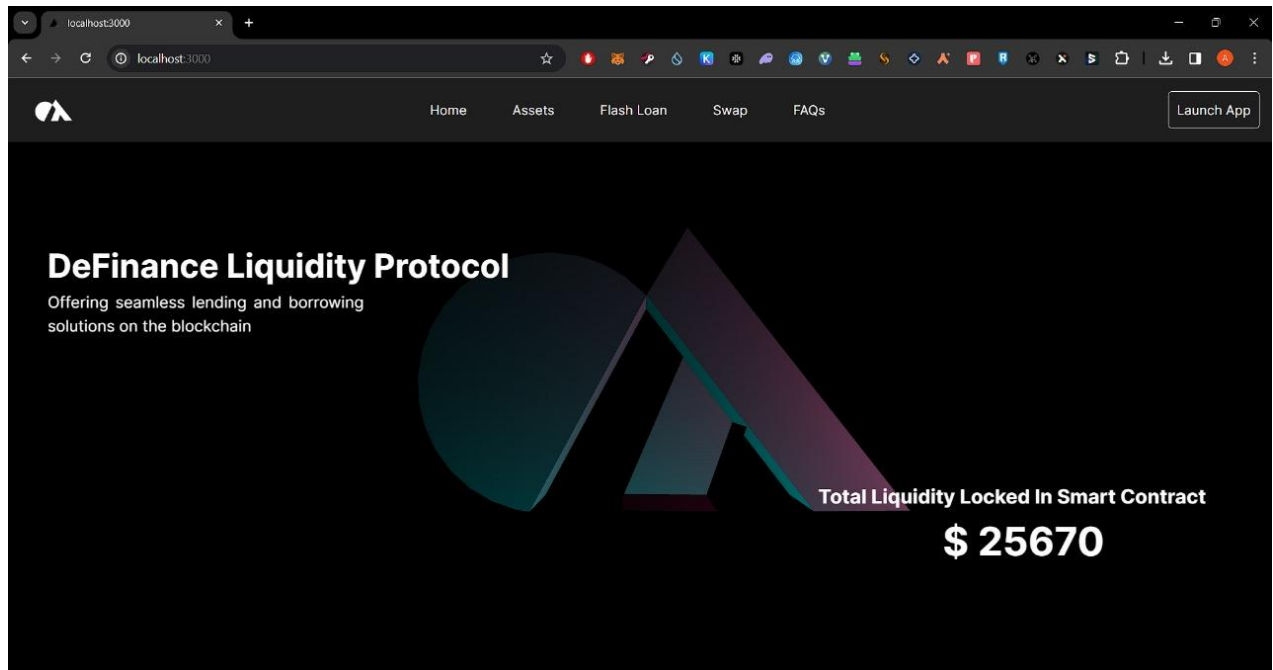 localhost:3000
localhost:3000
Home Assets Flash Loan Swap FAQs Launch App
DeFinance Liquidity Protocol
Offering seamless lending and borrowing
solutions on the blockchain
Total Liquidity Locked In Smart Contract
$ 25670